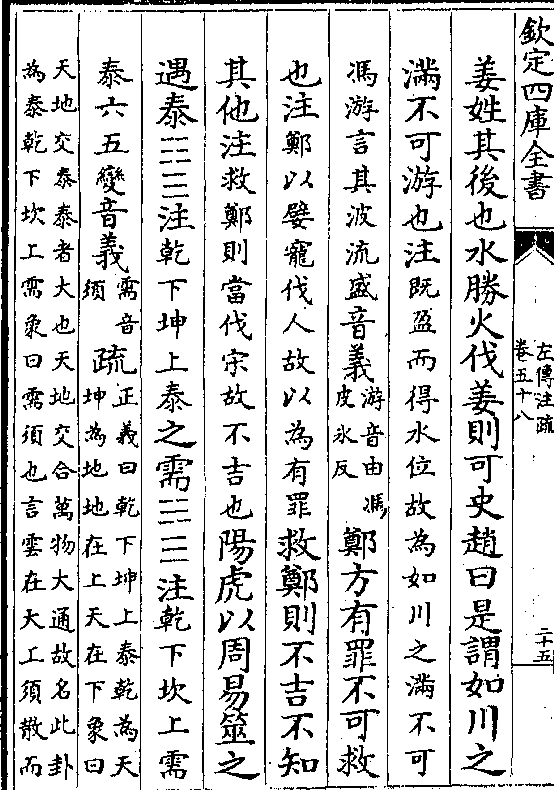 欽定四庫全書
左傳注疏
卷五十八
二十五
姜姓其後也水勝火伐姜則可史趙曰是謂如川之
滿不可游也注既盈而得水位故為如川之滿不可
馮游言其波流盛音義游音由馮皮冰反鄭方有罪不可救
也注鄭以嬖寵伐人故以為有罪救鄭則不吉不知
其他注救鄭則當伐宋故不吉也陽虎以周易筮之
遇泰☰☷注乾下坤上泰之需☰☵注乾下坎上需
泰六五變音義需音須疏正義曰乾下坤上泰乾為天坤為地地在上天在下象曰
天地交泰泰者大也天地交合萬物大通故名此卦
為泰乾下坎上需象曰需須也言雲在大工須散而